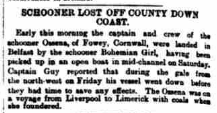 SCHOONER LOST OFF COUNTY DOWN
COAST.
Early this morning the captain and crew of the
schooner Omena, of Fowey, Cornwall, were landed in
Belfast by the schooner Bohemian Girl, having been
picked up in an open boat in mid-channel on Saturday.
Captain Guy reported that during the gale from
the north-west on Friday his vessel went down before
they had time to save any effects. The Omena was on
a voyage from Liverpool to Limerick with coals when
she foundered.